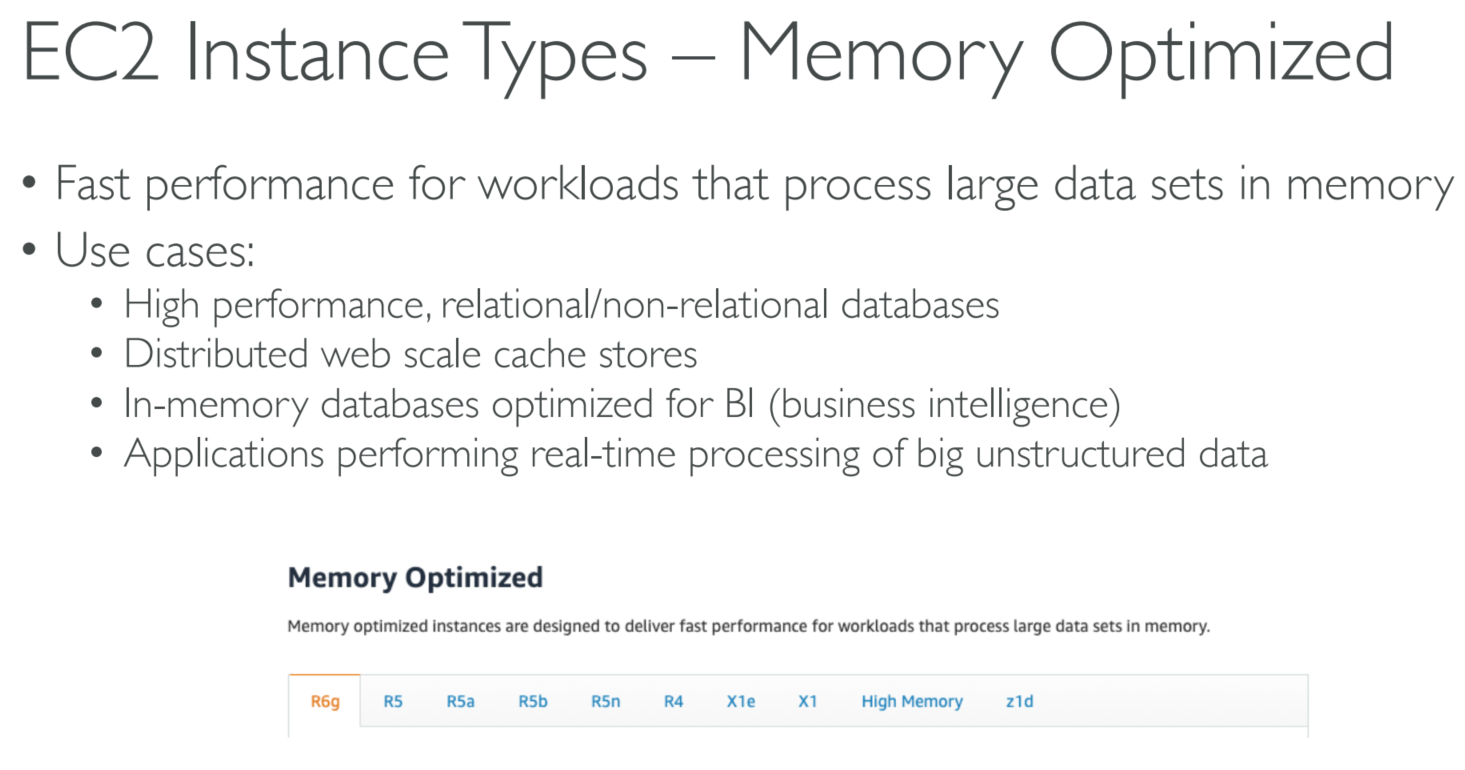 EC2 Instance Types – Memory Optimized
• Fast performance for workloads that process large data sets in memory
• Use cases:
• High performance, relational/non-relational databases
• Distributed web scale cache stores
• In-memory databases optimized for BI (business intelligence)
• Applications performing real-time processing of big unstructured data
Memory Optimized
Memory optimized instances are designed to deliver fast performance for workloads that process large data sets in memory.
R6g R5 R5a R5b R5n R4 X1e X1 High Memory z1d